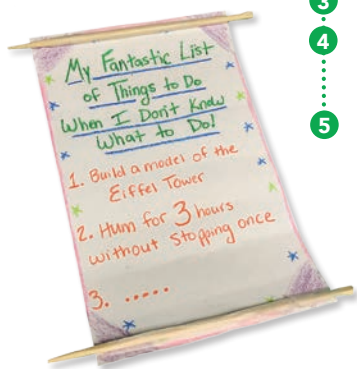 3
4
5
My Fantastic List
of Things to Do
When I Don't Know
What to Do!
1. Build a model of the
Eiffel Tower
2. Hum for 3 hours
without stopping once
3. .....